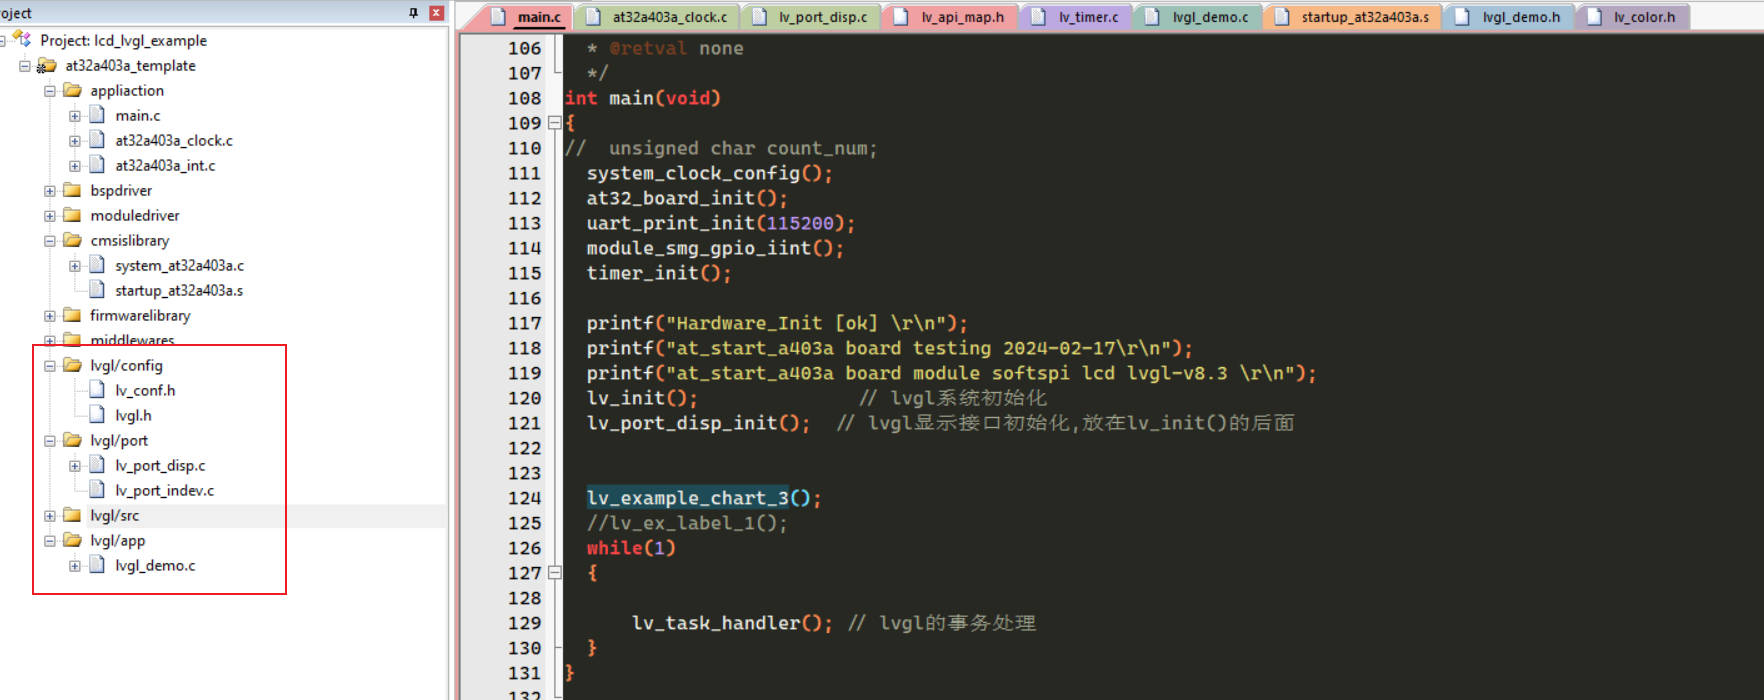 oject
Project: lcd_lvgl_example
at32a403a_template
appliaction
main.c
at32a403a_clock.c
at32a403a_int.c
bspdriver
moduledriver
cmsislibrary
system_at32a403a.c
startup_at32a403a.s
firmwarelibrary
middlewares
lvgl/config
lv_conf.h
lvgl.h
lvgl/port
lv_port_disp.c
lv_port_indev.c
lvgl/src
lvgl/app
lvgl_demo.c
main.c at32a403a_clock.c lv_port_disp.c lv_api_map.h lv_timer.c lvgl_demo.c startup_at32a403a.s lvgl_demo.h lv_color.h
106 * @retval none
107 */
108 int main(void)
109 {
110 // unsigned char count_num;
111 system_clock_config();
112 at32_board_init();
113 uart_print_init(115200);
114 module_smg_gpio_iint();
115 timer_init();
116
117 printf("Hardware_Init [ok] \r\n");
118 printf("at_start_a403a board testing 2024-02-17\r\n");
119 printf("at_start_a403a board module softspi lcd lvgl-v8.3 \r\n");
120 lv_init(); // lvgl系统初始化
121 lv_port_disp_init(); // lvgl显示接口初始化,放在lv_init()的后面
122
123
124 lv_example_chart_3();
125 //lv_ex_label_1();
126 while(1)
127 {
128
129 lv_task_handler(); // lvgl的事务处理
130 }
131 }
132